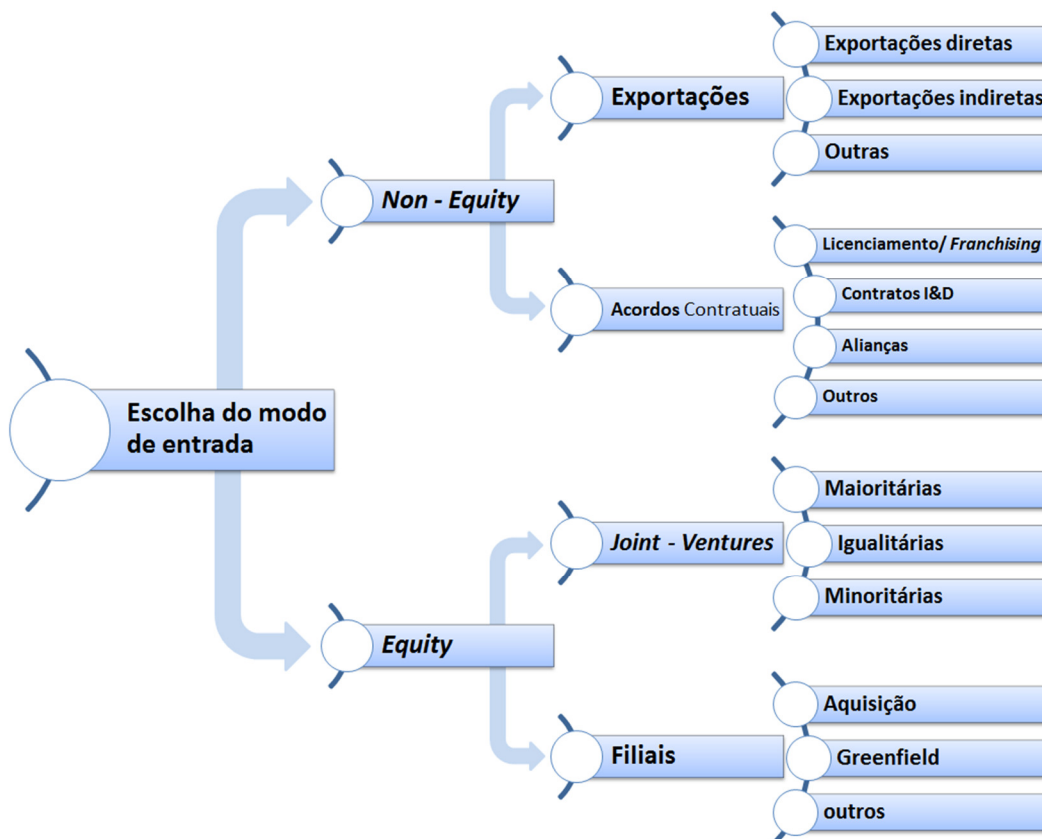 Escolha do modo
de entrada
Non - Equity
Exportações
Exportações diretas
Exportações indiretas
Outras
Acordos Contratuais
Licenciamento/ Franchising
Contratos I&D
Alianças
Outros
Equity
Joint - Ventures
Maioritárias
Igualitárias
Minoritárias
Filiais
Aquisição
Greenfield
outros